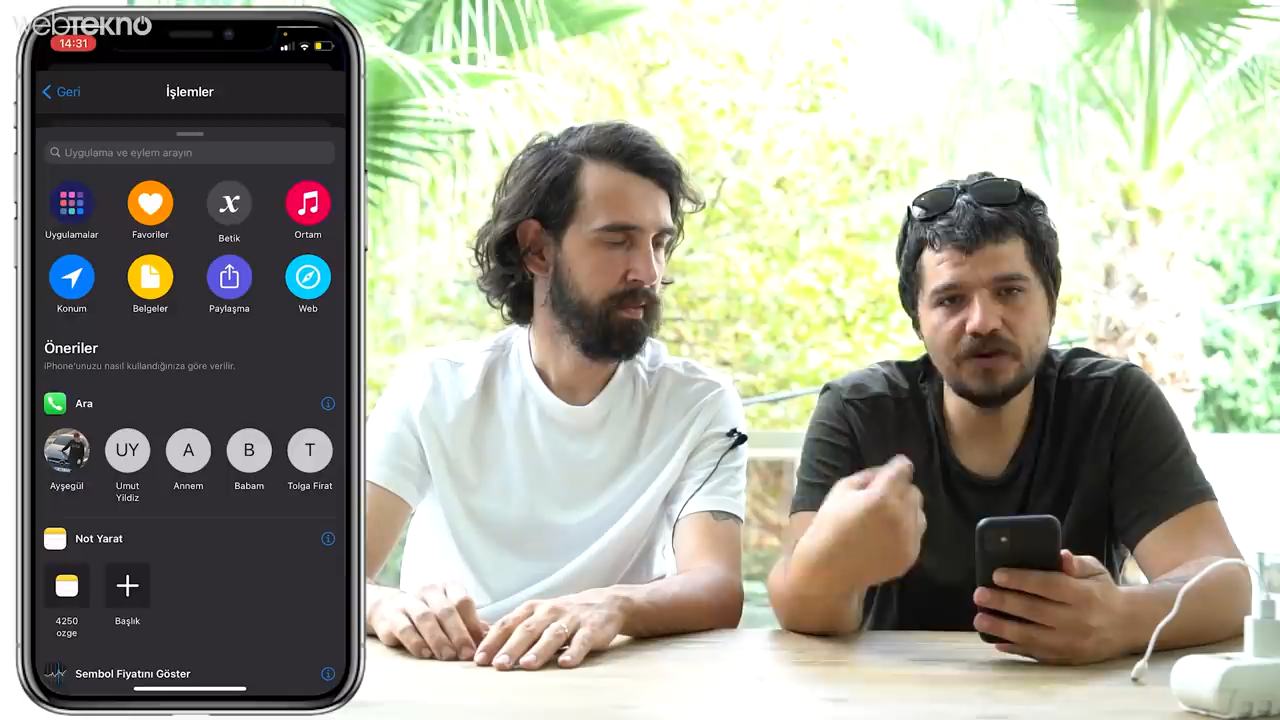 webTEKNO
14:31
Geri
İşlemler
Uygulama ve eylem arayın
Uygulamalar
Favoriler
Betik
Ortam
Konum
Belgeler
Paylaşma
Web
Öneriler
iPhone'unuzu nasıl kullandığınıza göre verilir.
Ara
UY
A
B
T
Ayşegül
Umut
Yildiz
Annem
Babam
Tolga Firat
Not Yarat
4250
ozge
Başlık
Sembol Fiyatını Göster